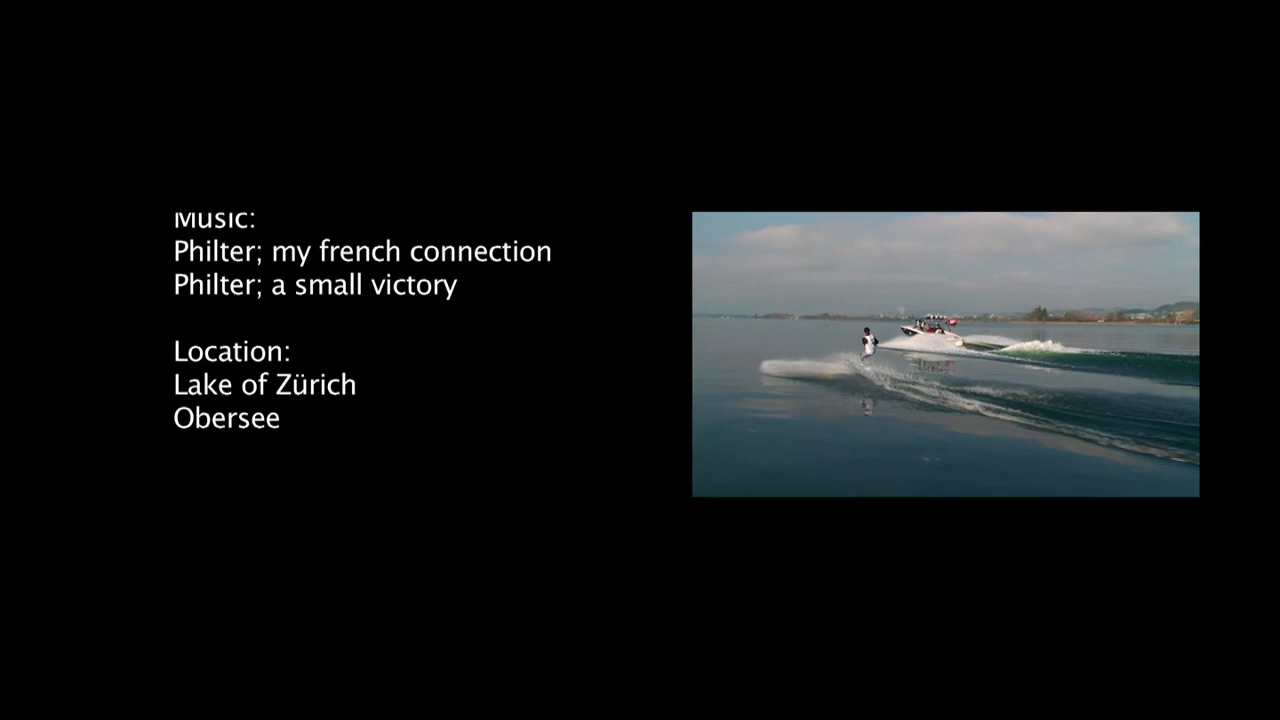 Music:
Philter; my french connection
Philter; a small victory
Location:
Lake of Zürich
Obersee